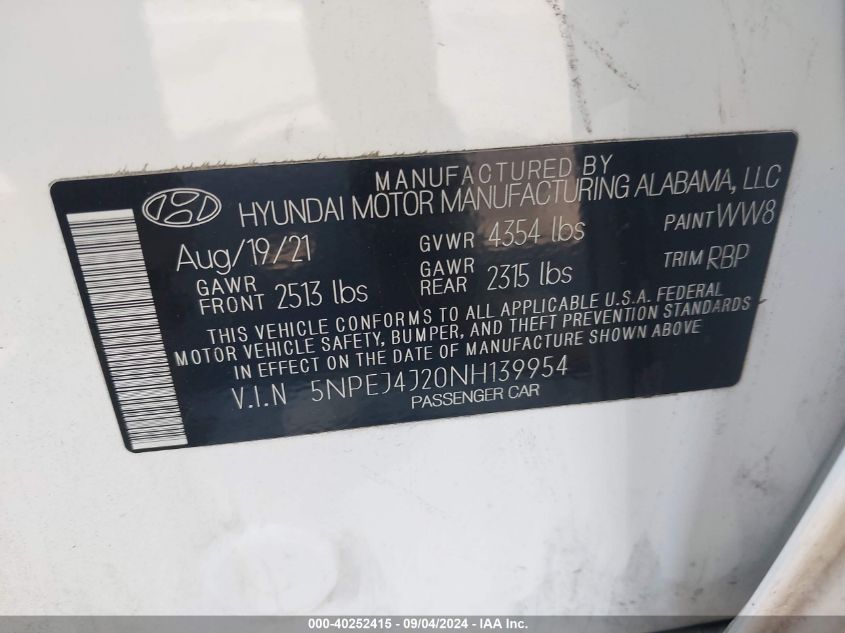 MANUFACTURED BY
HYUNDAI MOTOR MANUFACTURING ALABAMA, LLC
Aug/19/21 GVWR 4354 lbs PAINT WW8
GAWR FRONT 2513 lbs GAWR REAR 2315 lbs TRIM RBP
THIS VEHICLE CONFORMS TO ALL APPLICABLE U.S.A. FEDERAL
MOTOR VEHICLE SAFETY, BUMPER, AND THEFT PREVENTION STANDARDS
IN EFFECT ON THE DATE OF MANUFACTURE SHOWN ABOVE
V.I.N 5NPEJ4J20NH139954
PASSENGER CAR
000-40252415 - 09/04/2024 - IAA Inc.